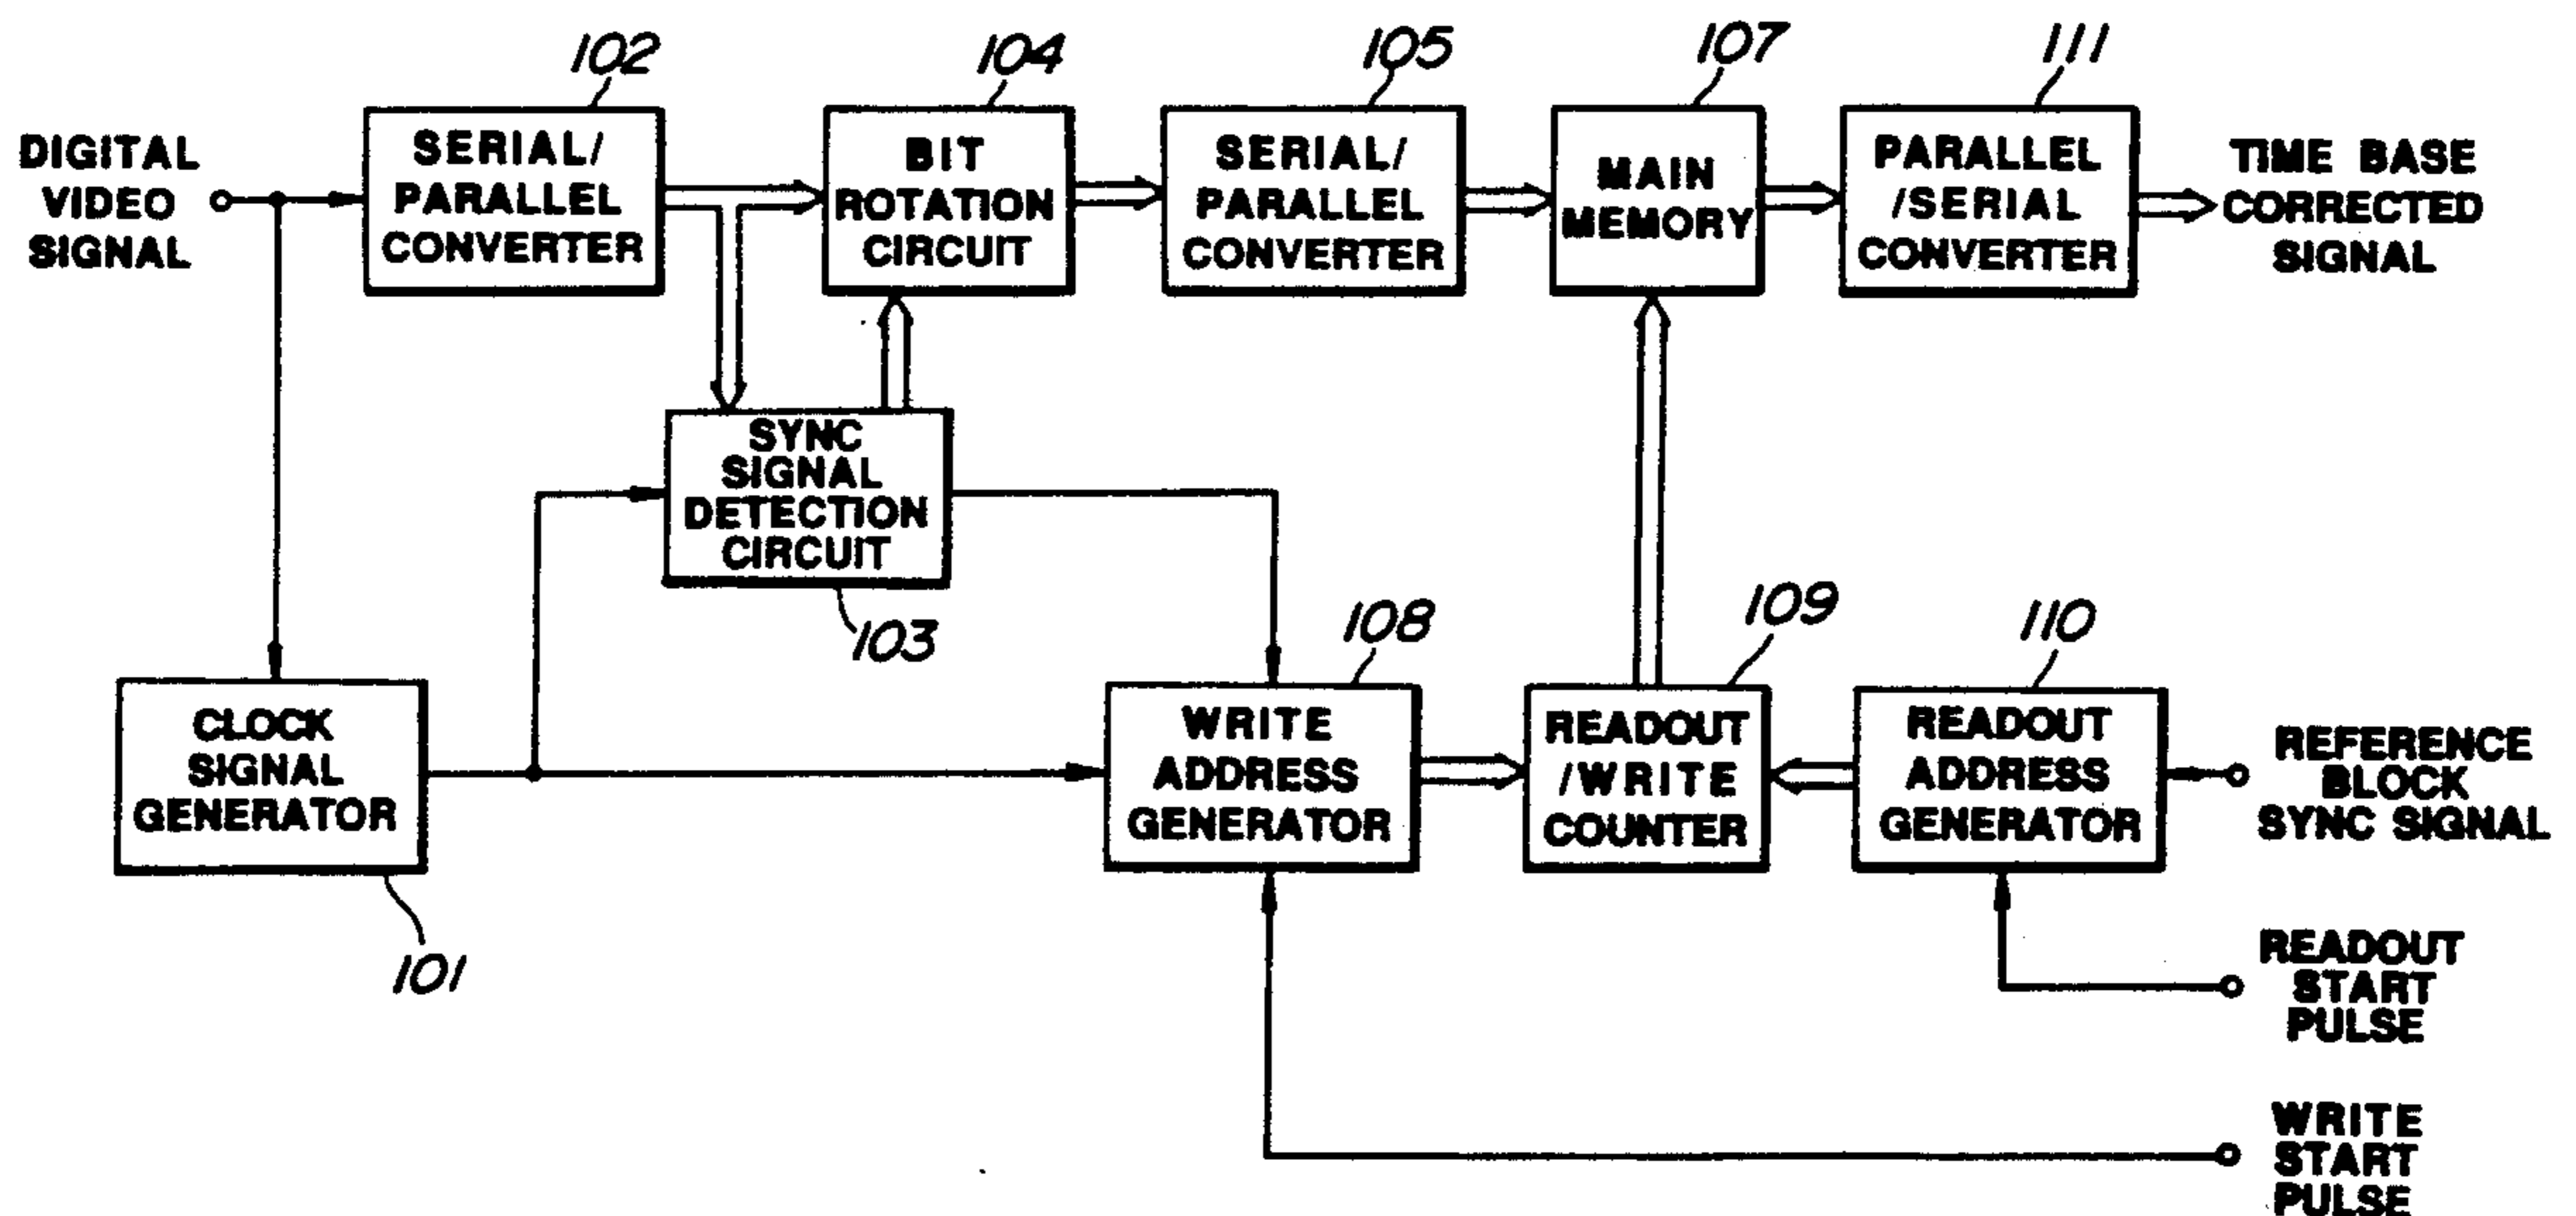 102
104
105
107
111
DIGITAL
VIDEO
SIGNAL
SERIAL/
PARALLEL
CONVERTER
BIT
ROTATION
CIRCUIT
SERIAL/
PARALLEL
CONVERTER
MAIN
MEMORY
PARALLEL
/SERIAL
CONVERTER
TIME BASE
CORRECTED
SIGNAL
SYNC
SIGNAL
DETECTION
CIRCUIT
103
108
109
110
CLOCK
SIGNAL
GENERATOR
101
WRITE
ADDRESS
GENERATOR
READOUT
/WRITE
COUNTER
READOUT
ADDRESS
GENERATOR
REFERENCE
BLOCK
SYNC SIGNAL
READOUT
START
PULSE
WRITE
START
PULSE